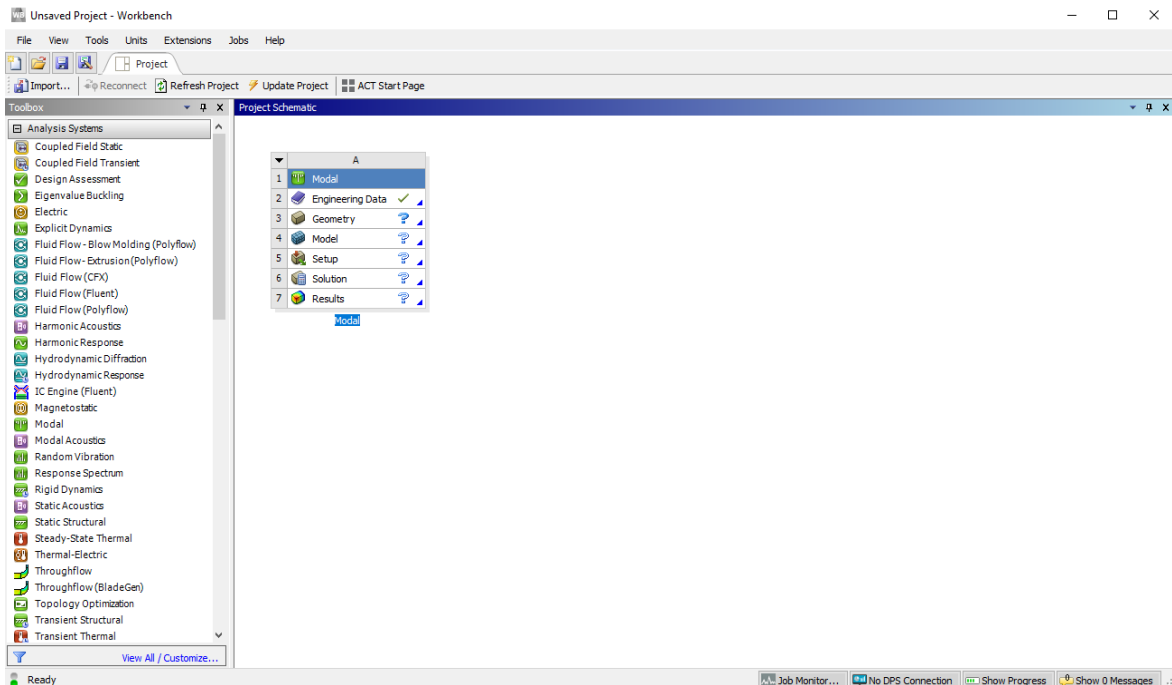 Unsaved Project - Workbench
File View Tools Units Extensions Jobs Help
Project
Import... Reconnect Refresh Project Update Project ACT Start Page
Toolbox
Project Schematic
Analysis Systems
Coupled Field Static
Coupled Field Transient
Design Assessment
Eigenvalue Buckling
Electric
Explicit Dynamics
Fluid Flow - Blow Molding (Polyflow)
Fluid Flow - Extrusion(Polyflow)
Fluid Flow (CFX)
Fluid Flow (Fluent)
Fluid Flow (Polyflow)
Harmonic Acoustics
Harmonic Response
Hydrodynamic Diffraction
Hydrodynamic Response
IC Engine (Fluent)
Magnetostatic
Modal
Modal Acoustics
Random Vibration
Response Spectrum
Rigid Dynamics
Static Acoustics
Static Structural
Steady-State Thermal
Thermal-Electric
Throughflow
Throughflow (BladeGen)
Topology Optimization
Transient Structural
Transient Thermal
View All / Customize...
A
1 Modal
2 Engineering Data
3 Geometry ?
4 Model ?
5 Setup ?
6 Solution ?
7 Results ?
Modal
Ready
Job Monitor... No DPS Connection Show Progress Show 0 Messages